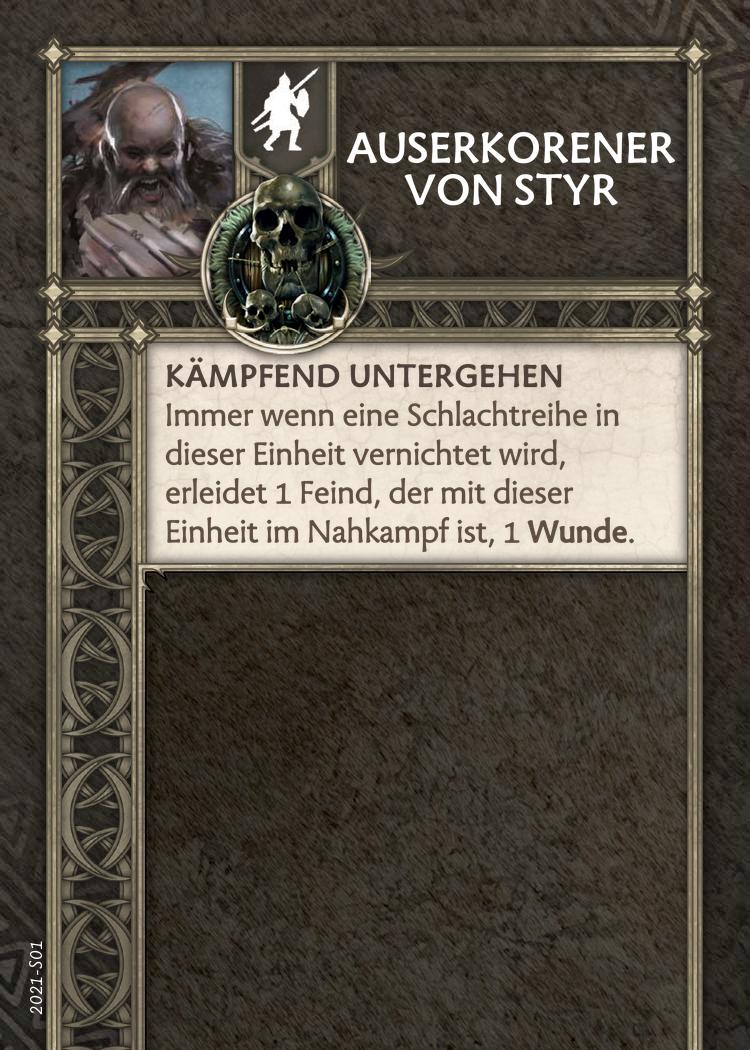 AUSERKORENER
VON STYR
KÄMPFEND UNTERGEHEN
Immer wenn eine Schlachtreihe in
dieser Einheit vernichtet wird,
erleidet 1 Feind, der mit dieser
Einheit im Nahkampf ist, 1 Wunde.
2021-S01